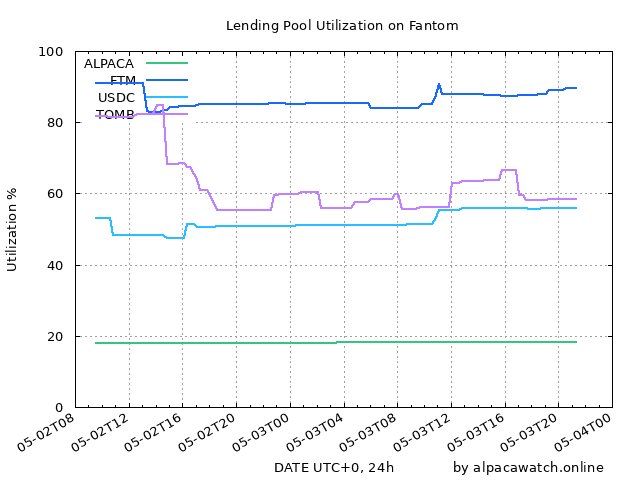 Lending Pool Utilization on Fantom
100
80
60
40
20
0
Utilization %
ALPACA
FTM
USDC
TOMB
05-02T08
05-02T12
05-02T16
05-02T20
05-03T00
05-03T04
05-03T08
05-03T12
05-03T16
05-03T20
05-04T00
DATE UTC+0, 24h
by alpacawatch.online